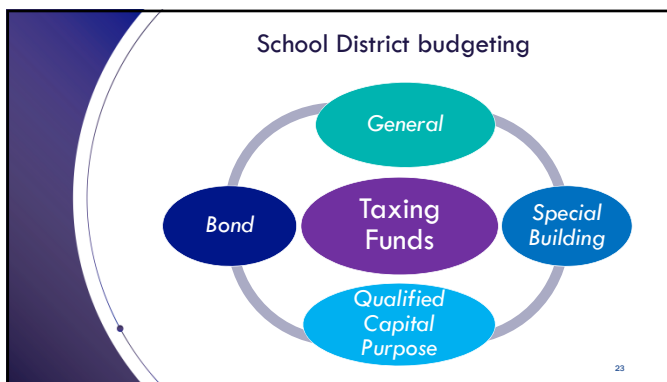 School District budgeting
General
Bond
Taxing
Funds
Special
Building
Qualified
Capital
Purpose
23